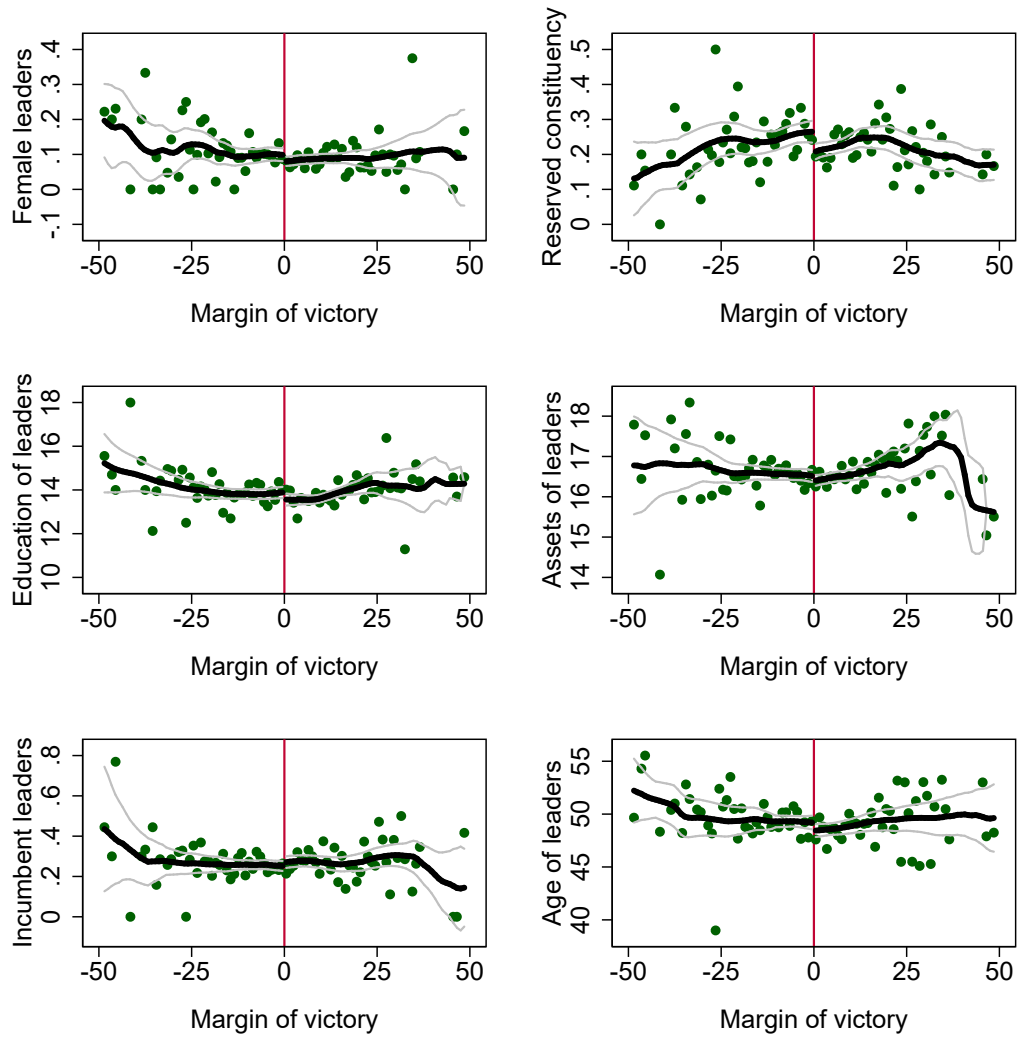 Female leaders
-.1 0 .1 .2 .3 .4
-50 -25 0 25 50
Margin of victory
Reserved constituency
0 .1 .2 .3 .4 .5
-50 -25 0 25 50
Margin of victory
Education of leaders
10 12 14 16 18
-50 -25 0 25 50
Margin of victory
Assets of leaders
14 15 16 17 18
-50 -25 0 25 50
Margin of victory
Incumbent leaders
0 .2 .4 .6 .8
-50 -25 0 25 50
Margin of victory
Age of leaders
40 45 50 55
-50 -25 0 25 50
Margin of victory